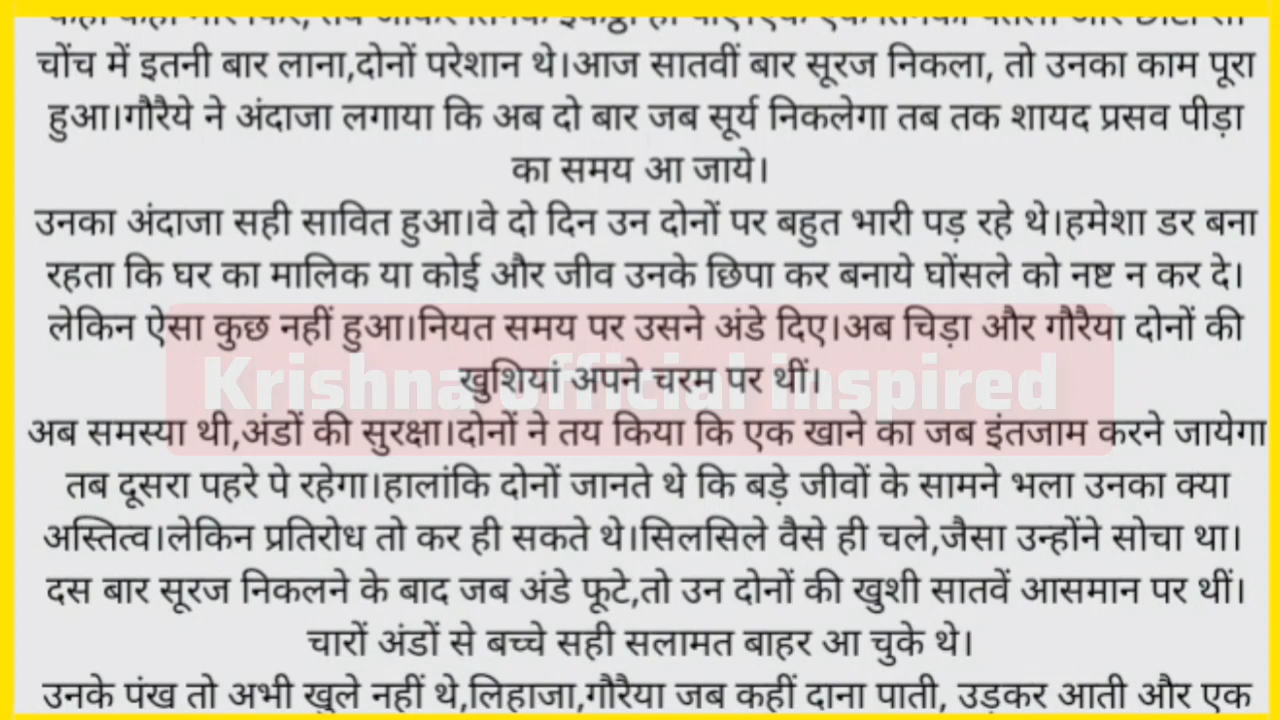 चोंच में इतनी बार लाना,दोनों परेशान थे।आज सातवीं बार सूरज निकला, तो उनका काम पूरा
हुआ।गौरैये ने अंदाजा लगाया कि अब दो बार जब सूर्य निकलेगा तब तक शायद प्रसव पीड़ा
का समय आ जाये।
उनका अंदाजा सही सावित हुआ।वे दो दिन उन दोनों पर बहुत भारी पड़ रहे थे।हमेशा डर बना
रहता कि घर का मालिक या कोई और जीव उनके छिपा कर बनाये घोंसले को नष्ट न कर दे।
लेकिन ऐसा कुछ नहीं हुआ।नियत समय पर उसने अंडे दिए।अब चिड़ा और गौरैया दोनों की
खुशियां अपने चरम पर थीं।
Krishna official inspired
अब समस्या थी,अंडों की सुरक्षा।दोनों ने तय किया कि एक खाने का जब इंतजाम करने जायेगा
तब दूसरा पहरे पे रहेगा।हालांकि दोनों जानते थे कि बड़े जीवों के सामने भला उनका क्या
अस्तित्व।लेकिन प्रतिरोध तो कर ही सकते थे।सिलसिले वैसे ही चले,जैसा उन्होंने सोचा था।
दस बार सूरज निकलने के बाद जब अंडे फूटे,तो उन दोनों की खुशी सातवें आसमान पर थीं।
चारों अंडों से बच्चे सही सलामत बाहर आ चुके थे।
उनके पंख तो अभी खुले नहीं थे,लिहाजा,गौरैया जब कहीं दाना पाती, उड़कर आती और एक